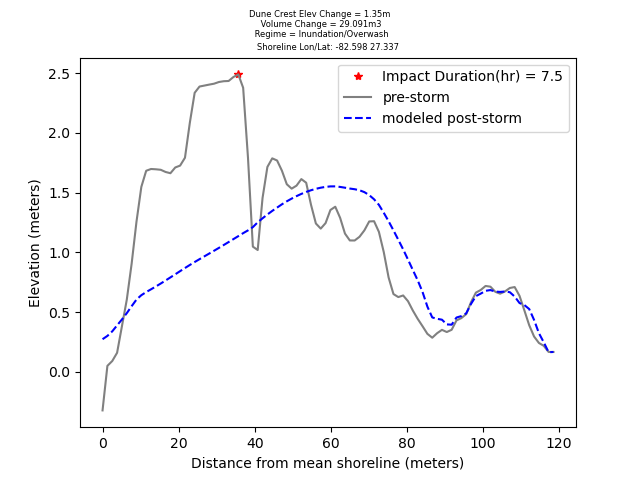 Dune Crest Elev Change = 1.35m
Volume Change = 29.091m3
Regime = Inundation/Overwash
Shoreline Lon/Lat: -82.598 27.337
Impact Duration(hr) = 7.5
pre-storm
modeled post-storm
2.5
2.0
1.5
1.0
0.5
0.0
Elevation (meters)
0 20 40 60 80 100 120
Distance from mean shoreline (meters)